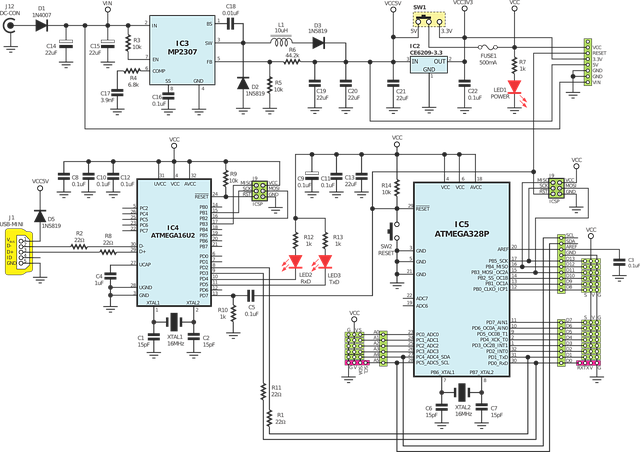 J12
DC-CON
D1
1N4007
VIN
C14
22uF
C15
22uF
R3
10k
R4
6.8k
C17
3.9nF
C16
0.1uF
IC3
MP2307
IN
EN
COMP
SS
GND
BS
SW
FB
C18
0.01uF
L1
10uH
D3
1N5819
D2
1N5819
R6
44.2k
R5
10k
C19
22uF
C20
22uF
VCC5V
SW1
5V
3.3V
VCC3V3
IC2
CE6209-3.3
IN
OUT
GND
C21
22uF
C22
0.1uF
FUSE1
500mA
VCC
R7
1k
LED1
POWER
VCC
RESET
3.3V
5V
GND
GND
VIN
VCC
C8
0.1uF
C10
0.1uF
C12
0.1uF
UVCC
VCC
AVCC
RESET
R9
10k
MISO
SCK
RST
VCC
MOSI
GND
ICSP
IC4
ATMEGA16U2
PC2
PC4
PC5
PC6
PC7
D-
D+
UCAP
UGND
GND
XTAL1
XTAL2
PB0
PB1
PB2
PB3
PB4
PB5
PB6
PB7
PD0
PD1
PD2
PD3
PD4
PD5
PD6
PD7
VCC5V
J1
USB-MINI
D5
1N5819
R2
22Ω
R8
22Ω
C4
1uF
C1
15pF
XTAL1
16MHz
C2
15pF
R10
1k
C5
0.1uF
R12
1k
R13
1k
LED2
RxD
LED3
TxD
R11
22Ω
R1
22Ω
VCC
C9
0.1uF
C11
0.1uF
C13
22uF
R14
10k
SW2
RESET
VCC
VCC
AVCC
RESET
GND
GND
GND
ADC7
ADC6
IC5
ATMEGA328P
AREF
PB5_SCK
PB4_MISO
PB3_MOSI_OC2A
PB2_SS_OC1B
PB1_OC1A
PB0_CLKO_ICP1
PD7_AIN1
PD6_OC0A_AIN0
PD5_OC0B_T1
PD4_XCK_T0
PD3_OC2B_INT1
PD2_INT0
PD1_TXD
PD0_RXD
PC0_ADC0
PC1_ADC1
PC2_ADC2
PC3_ADC3
PC4_ADC4_SDA
PC5_ADC5_SCL
PB6_XTAL1
PB7_XTAL2
C6
15pF
XTAL2
16MHz
C7
15pF
J9
MISO
SCK
RST
VCC
MOSI
GND
ICSP
VCC
C3
0.1uF
SCL
SDA
AREF
GND
VCC